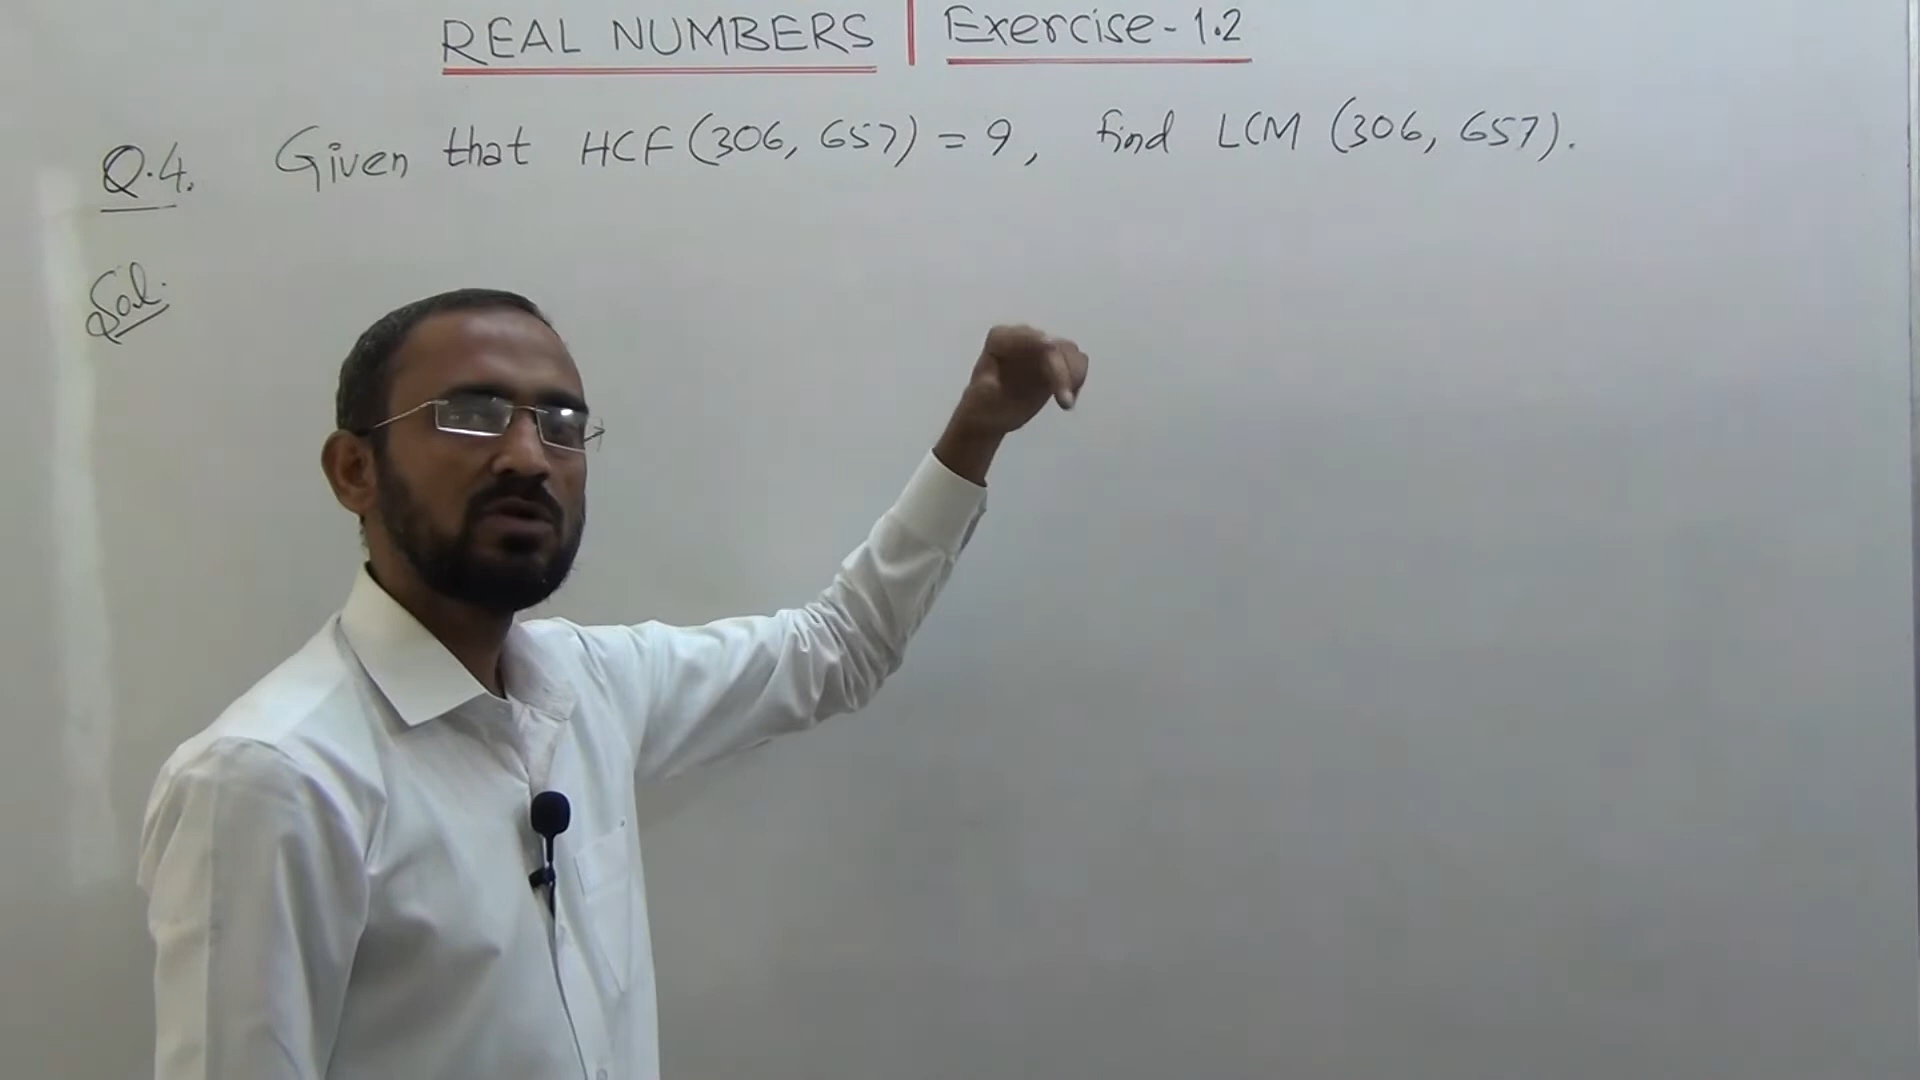 REAL NUMBERS | Exercise-1.2
Q.4. Given that HCF (306, 657) = 9, find LCM (306, 657).
Sol.